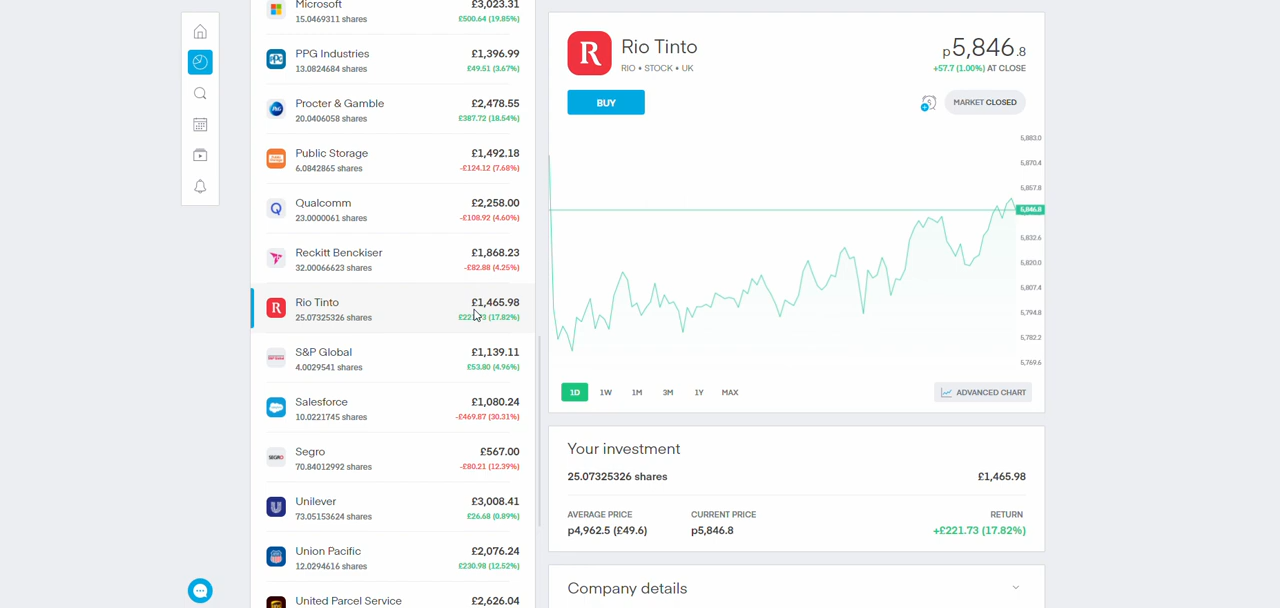 Microsoft
£3,023.31
15.0469311 shares
£500.64 (19.85%)
PPG Industries
£1,396.99
13.0824684 shares
£49.51 (3.67%)
Procter & Gamble
£2,478.55
20.0406058 shares
£387.72 (18.54%)
Public Storage
£1,492.18
6.0842865 shares
-£124.12 (7.68%)
Qualcomm
£2,258.00
23.0000061 shares
-£108.92 (4.60%)
Reckitt Benckiser
£1,868.23
32.00066623 shares
-£82.88 (4.25%)
R
Rio Tinto
£1,465.98
25.07325326 shares
(17.82%)
S&P Global
£1,139.11
4.0029541 shares
£53.80 (4.96%)
Salesforce
£1,080.24
10.0221745 shares
-£469.87 (30.31%)
SEGRO
Segro
£567.00
70.84012992 shares
-£80.21 (12.39%)
Unilever
£3,008.41
73.05153624 shares
£26.68 (0.89%)
Union Pacific
£2,076.24
12.0294616 shares
£230.98 (12.52%)
United Parcel Service
£2,626.04
R
Rio Tinto
RIO • STOCK • UK
p5,846.8
+57.7 (1.00%) AT CLOSE
BUY
MARKET CLOSED
5,883.0
5,870.4
5,857.8
5,846.8
5,832.6
5,820.0
5,807.4
5,794.8
5,782.2
5,769.6
1D
1W
1M
3M
1Y
MAX
ADVANCED CHART
Your investment
25.07325326 shares
£1,465.98
AVERAGE PRICE
CURRENT PRICE
RETURN
p4,962.5 (£49.6)
p5,846.8
+£221.73 (17.82%)
Company details